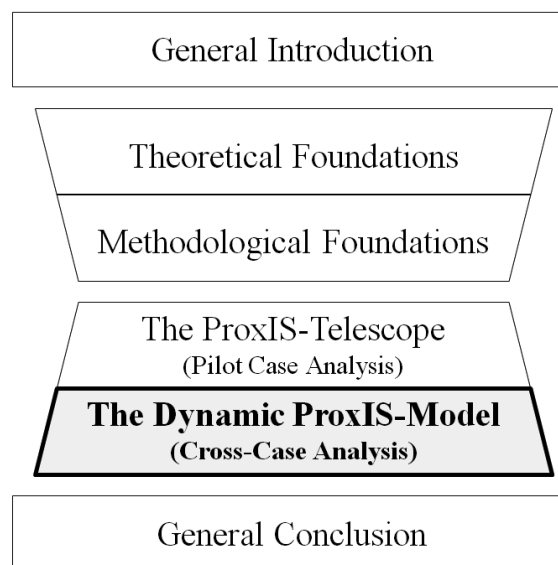 General Introduction
Theoretical Foundations
Methodological Foundations
The ProxIS-Telescope
(Pilot Case Analysis)
The Dynamic ProxIS-Model
(Cross-Case Analysis)
General Conclusion